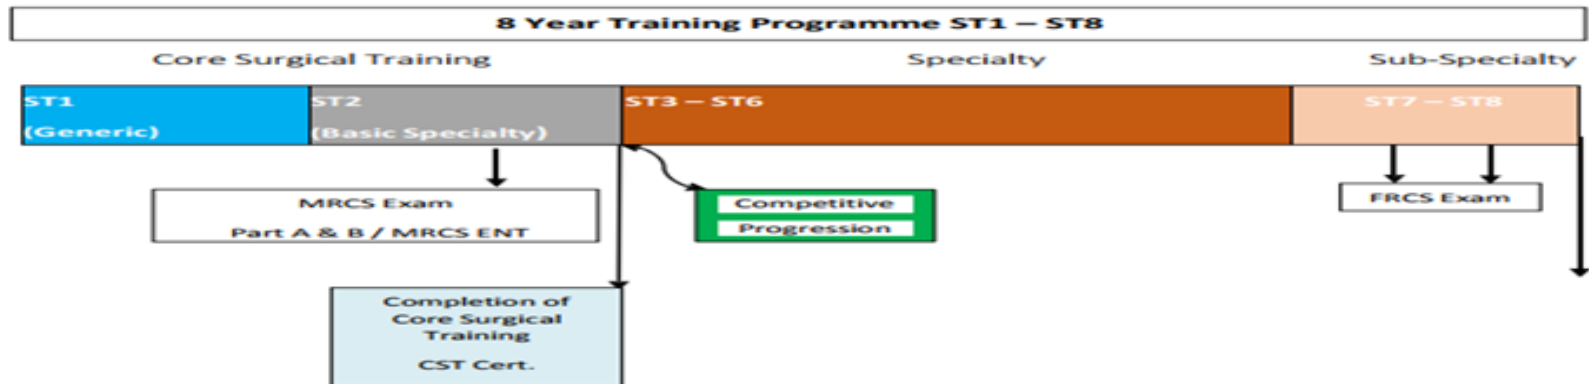 8 Year Training Programme ST1 – ST8
Core Surgical Training
Specialty
Sub-Specialty
ST1
(Generic)
ST2
(Basic Specialty)
ST3 – ST6
ST7 – ST8
MRCS Exam
Part A & B / MRCS ENT
Competitive
Progression
FRCS Exam
Completion of
Core Surgical
Training
CST Cert.